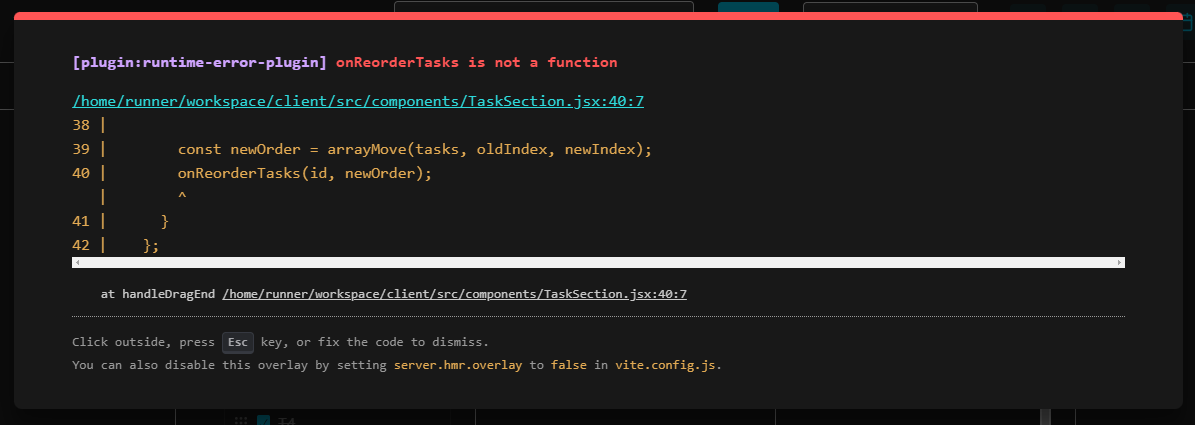 [plugin:runtime-error-plugin] onReorderTasks is not a function
/home/runner/workspace/client/src/components/TaskSection.jsx:40:7
38 |
39 |        const newOrder = arrayMove(tasks, oldIndex, newIndex);
40 |        onReorderTasks(id, newOrder);
   |        ^
41 |      }
42 |    };
at handleDragEnd /home/runner/workspace/client/src/components/TaskSection.jsx:40:7
Click outside, press Esc key, or fix the code to dismiss.
You can also disable this overlay by setting server.hmr.overlay to false in vite.config.js.